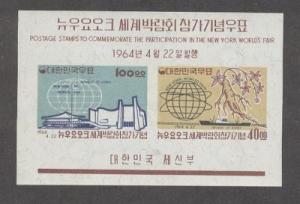 뉴우요오크 세계박람회 참가기념우표
POSTAGE STAMPS TO COMMEMORATE THE PARTICIPATION IN THE NEW YORK WORLD'S FAIR
1964年 4月 22일 발행
대한민국우표 100원
대한민국우표
뉴우요오크 세계박람회 참가기념
뉴우요오크 세계박람회 참가기념 40원
대한민국 체신부